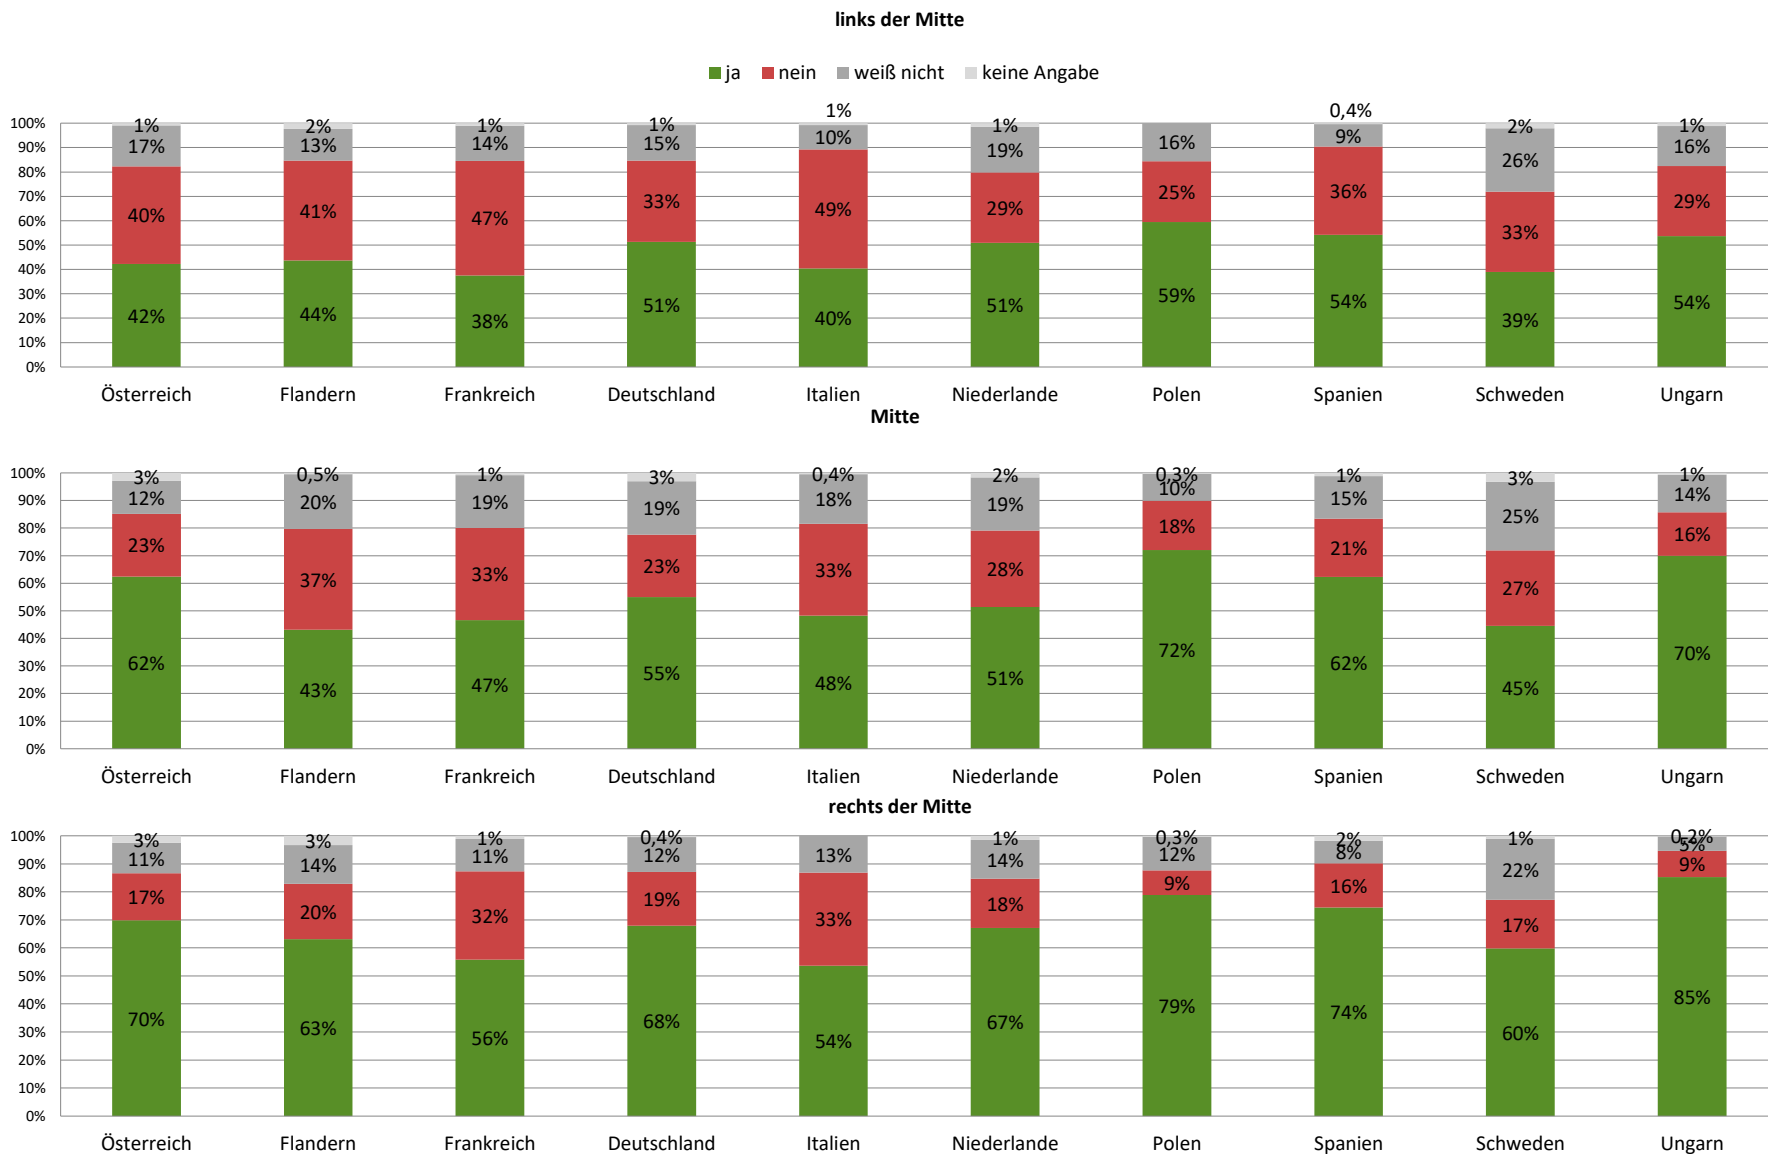 links der Mitte
ja nein weiß nicht keine Angabe
1% 0,4%
100% 1% 2% 1% 1% 1% 2% 1%
90% 17% 13% 14% 15% 10% 19% 16% 9% 26% 16%
80%
70% 40% 41% 47% 33% 49% 29% 25% 36% 33% 29%
60%
50%
40%
30%
20% 42% 44% 38% 51% 40% 51% 59% 54% 39% 54%
10%
0%
Österreich Flandern Frankreich Deutschland Italien Niederlande Polen Spanien Schweden Ungarn
Mitte
100% 3% 0,5% 1% 3% 0,4% 2% 0,3% 1% 3% 1%
90% 12% 20% 19% 19% 18% 19% 10% 15% 25% 14%
80%
70% 23% 37% 33% 23% 33% 28% 18% 21% 27% 16%
60%
50%
40%
30% 62% 43% 47% 55% 48% 51% 72% 62% 45% 70%
20%
10%
0%
Österreich Flandern Frankreich Deutschland Italien Niederlande Polen Spanien Schweden Ungarn
rechts der Mitte
100% 3% 3% 1% 0,4% 1% 0,3% 2% 1% 0,2%
90% 11% 14% 11% 12% 13% 14% 12% 8% 22% 5%
80% 17% 20% 32% 19% 33% 18% 9% 16% 17% 9%
70%
60%
50%
40%
30% 70% 63% 56% 68% 54% 67% 79% 74% 60% 85%
20%
10%
0%
Österreich Flandern Frankreich Deutschland Italien Niederlande Polen Spanien Schweden Ungarn